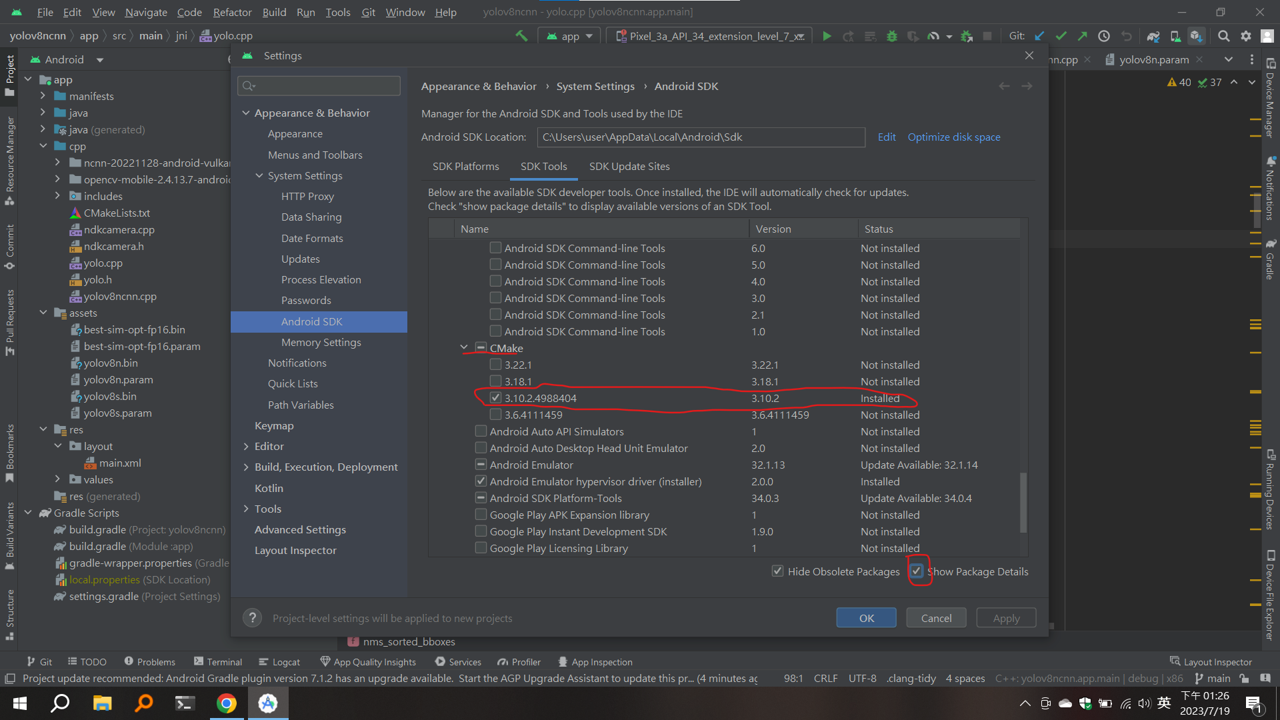 File Edit View Navigate Code Refactor Build Run Tools Git Window Help yolov8ncnn - yolo.cpp [yolov8ncnn.app.main]
yolov8ncnn app src main jni yolo.cpp app Pixel_3a_API_34_extension_level_7_x Git:
Android
Settings
yolov8n.param
40 37
Project
Resource Manager
Commit
Pull Requests
Bookmarks
Build Variants
Structure
app
manifests
java
java (generated)
cpp
ncnn-20221128-android-vulkan
opencv-mobile-2.4.13.7-android
includes
CMakeLists.txt
ndkcamera.cpp
ndkcamera.h
yolo.cpp
yolo.h
yolov8ncnn.cpp
assets
best-sim-opt-fp16.bin
best-sim-opt-fp16.param
yolov8n.bin
yolov8n.param
yolov8s.bin
yolov8s.param
res
layout
main.xml
values
res (generated)
Gradle Scripts
build.gradle (Project: yolov8ncnn)
build.gradle (Module :app)
gradle-wrapper.properties (Gradle
local.properties (SDK Location)
settings.gradle (Project Settings)
Appearance & Behavior
Appearance
Menus and Toolbars
System Settings
HTTP Proxy
Data Sharing
Date Formats
Updates
Process Elevation
Passwords
Android SDK
Memory Settings
Notifications
Quick Lists
Path Variables
Keymap
Editor
Build, Execution, Deployment
Kotlin
Tools
Advanced Settings
Layout Inspector
Appearance & Behavior › System Settings › Android SDK
Manager for the Android SDK and Tools used by the IDE
Android SDK Location: C:\Users\user\AppData\Local\Android\Sdk Edit Optimize disk space
SDK Platforms SDK Tools SDK Update Sites
Below are the available SDK developer tools. Once installed, the IDE will automatically check for updates.
Check "show package details" to display available versions of an SDK Tool.
Name Version Status
Android SDK Command-line Tools 6.0 Not installed
Android SDK Command-line Tools 5.0 Not installed
Android SDK Command-line Tools 4.0 Not installed
Android SDK Command-line Tools 3.0 Not installed
Android SDK Command-line Tools 2.1 Not installed
Android SDK Command-line Tools 1.0 Not installed
CMake
3.22.1 3.22.1 Not installed
3.18.1 3.18.1 Not installed
3.10.2.4988404 3.10.2 Installed
3.6.4111459 3.6.4111459 Not installed
Android Auto API Simulators 1 Not installed
Android Auto Desktop Head Unit Emulator 2.0 Not installed
Android Emulator 32.1.13 Update Available: 32.1.14
Android Emulator hypervisor driver (installer) 2.0.0 Installed
Android SDK Platform-Tools 34.0.3 Update Available: 34.0.4
Google Play APK Expansion library 1 Not installed
Google Play Instant Development SDK 1.9.0 Not installed
Google Play Licensing Library 1 Not installed
Hide Obsolete Packages Show Package Details
? Project-level settings will be applied to new projects OK Cancel Apply
nms_sorted_bboxes
Device Manager
Notifications
Gradle
Running Devices
Device File Explorer
Git TODO Problems Terminal Logcat App Quality Insights Services Profiler App Inspection Layout Inspector
Project update recommended: Android Gradle plugin version 7.1.2 has an upgrade available. Start the AGP Upgrade Assistant to update this pr... (4 minutes ag 98:1 CRLF UTF-8 .clang-tidy 4 spaces C++: yolov8ncnn.app.main | debug | x86 main
英 下午 01:26
2023/7/19
1